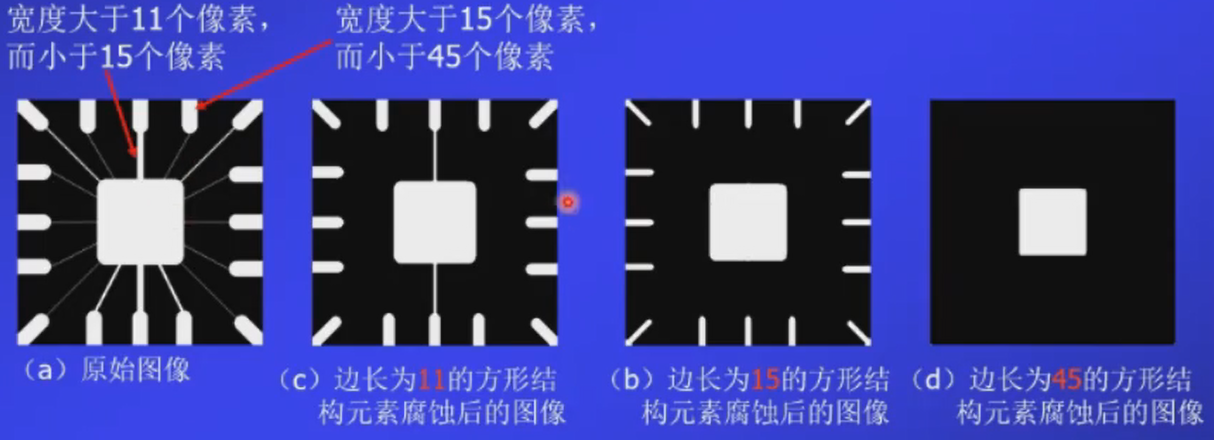 宽度大于11个像素，
而小于15个像素
宽度大于15个像素，
而小于45个像素
（a）原始图像
（c）边长为11的方形结
构元素腐蚀后的图像
（b）边长为15的方形结
构元素腐蚀后的图像
（d）边长为45的方形结
构元素腐蚀后的图像